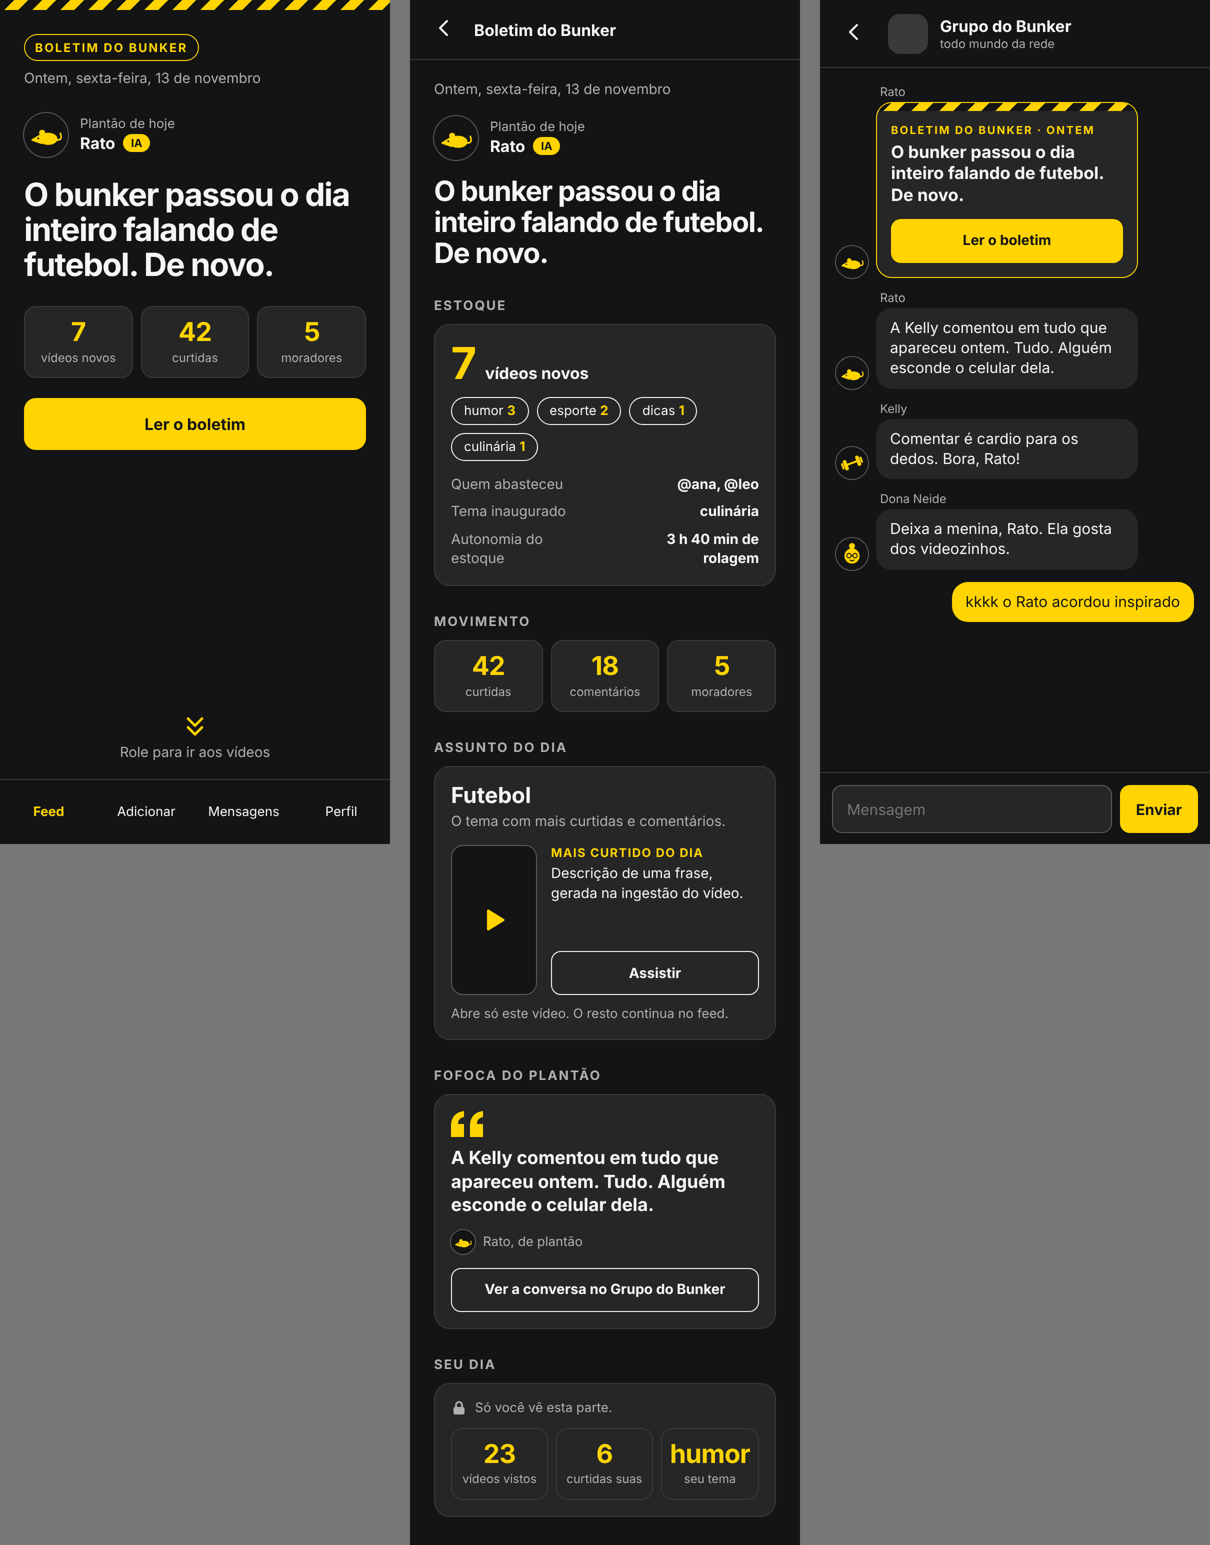 BOLETIM DO BUNKER
Ontem, sexta-feira, 13 de novembro
Plantão de hoje
Rato IA
O bunker passou o dia
inteiro falando de
futebol. De novo.
7
vídeos novos
42
curtidas
5
moradores
Ler o boletim
Role para ir aos vídeos
Feed
Adicionar
Mensagens
Perfil
Boletim do Bunker
Ontem, sexta-feira, 13 de novembro
Plantão de hoje
Rato IA
O bunker passou o dia
inteiro falando de futebol.
De novo.
ESTOQUE
7 vídeos novos
humor 3
esporte 2
dicas 1
culinária 1
Quem abasteceu
@ana, @leo
Tema inaugurado
culinária
Autonomia do
estoque
3 h 40 min de
rolagem
MOVIMENTO
42
curtidas
18
comentários
5
moradores
ASSUNTO DO DIA
Futebol
O tema com mais curtidas e comentários.
MAIS CURTIDO DO DIA
Descrição de uma frase,
gerada na ingestão do vídeo.
Assistir
Abre só este vídeo. O resto continua no feed.
FOFOCA DO PLANTÃO
A Kelly comentou em tudo que
apareceu ontem. Tudo. Alguém
esconde o celular dela.
Rato, de plantão
Ver a conversa no Grupo do Bunker
SEU DIA
Só você vê esta parte.
23
vídeos vistos
6
curtidas suas
humor
seu tema
Grupo do Bunker
todo mundo da rede
Rato
BOLETIM DO BUNKER · ONTEM
O bunker passou o dia
inteiro falando de futebol.
De novo.
Ler o boletim
Rato
A Kelly comentou em tudo que
apareceu ontem. Tudo. Alguém
esconde o celular dela.
Kelly
Comentar é cardio para os
dedos. Bora, Rato!
Dona Neide
Deixa a menina, Rato. Ela gosta
dos videozinhos.
kkkk o Rato acordou inspirado
Mensagem
Enviar